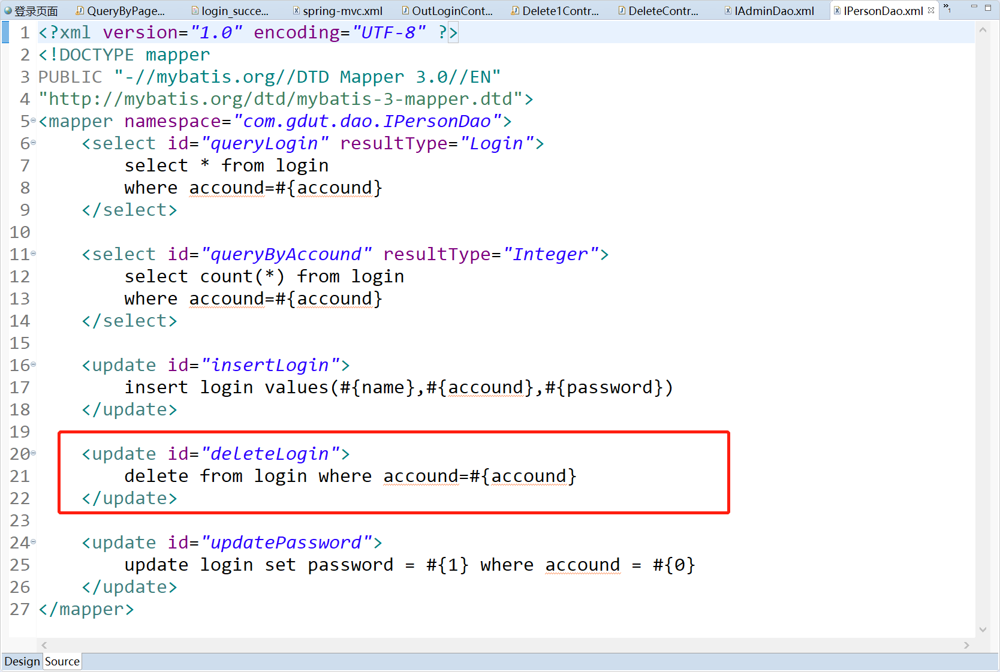 登录页面 QueryByPage... login_succe... spring-mvc.xml OutLoginCont... Delete1Contr... DeleteContr... IAdminDao.xml IPersonDao.xml »1
1 <?xml version="1.0" encoding="UTF-8" ?>
2 <!DOCTYPE mapper
3 PUBLIC "-//mybatis.org//DTD Mapper 3.0//EN"
4 "http://mybatis.org/dtd/mybatis-3-mapper.dtd">
5 <mapper namespace="com.gdut.dao.IPersonDao">
6 <select id="queryLogin" resultType="Login">
7 select * from login
8 where accound=#{accound}
9 </select>
10
11 <select id="queryByAccound" resultType="Integer">
12 select count(*) from login
13 where accound=#{accound}
14 </select>
15
16 <update id="insertLogin">
17 insert login values(#{name},#{accound},#{password})
18 </update>
19
20 <update id="deleteLogin">
21 delete from login where accound=#{accound}
22 </update>
23
24 <update id="updatePassword">
25 update login set password = #{1} where accound = #{0}
26 </update>
27 </mapper>
Design Source